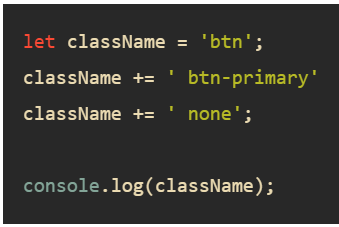 let className = 'btn';
className += ' btn-primary'
className += ' none';
console.log(className);